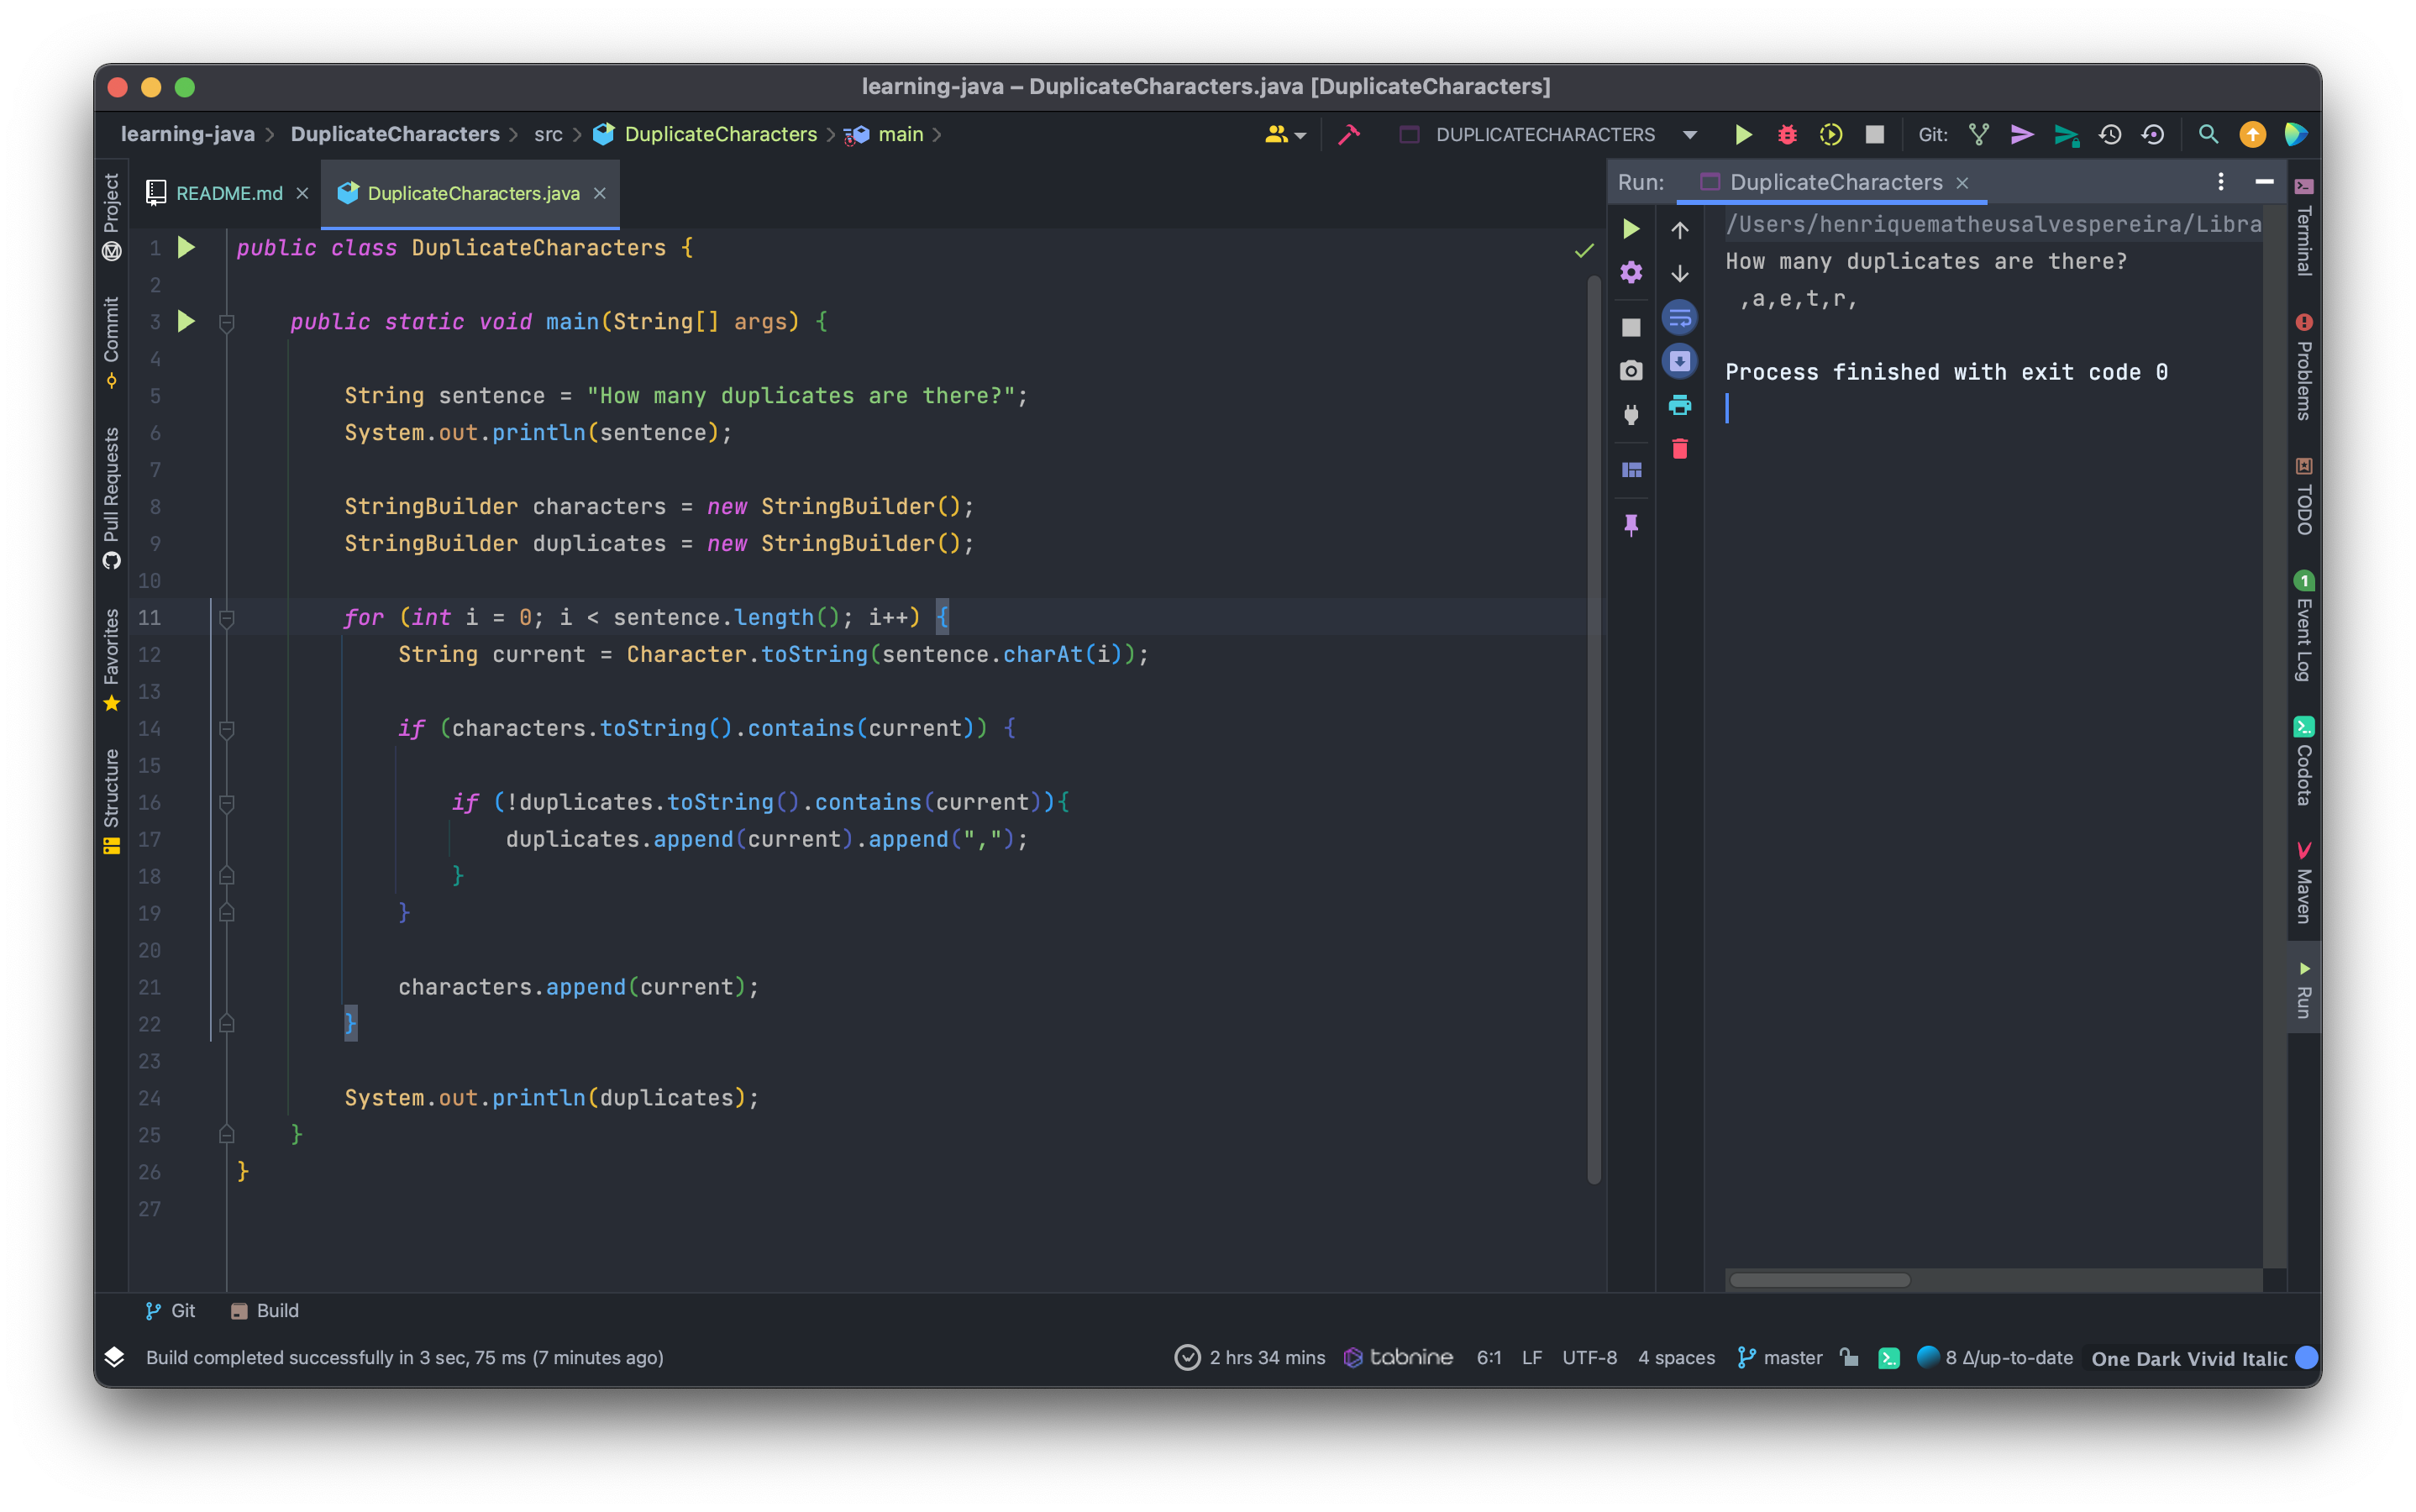 learning-java – DuplicateCharacters.java [DuplicateCharacters]
learning-java DuplicateCharacters src DuplicateCharacters main
DUPLICATECHARACTERS Git:
README.md DuplicateCharacters.java
Run: DuplicateCharacters
Project
Commit
Pull Requests
Favorites
Structure
1 public class DuplicateCharacters {
2
3 public static void main(String[] args) {
4
5 String sentence = "How many duplicates are there?";
6 System.out.println(sentence);
7
8 StringBuilder characters = new StringBuilder();
9 StringBuilder duplicates = new StringBuilder();
10
11 for (int i = 0; i < sentence.length(); i++) {
12 String current = Character.toString(sentence.charAt(i));
13
14 if (characters.toString().contains(current)) {
15
16 if (!duplicates.toString().contains(current)){
17 duplicates.append(current).append(",");
18 }
19 }
20
21 characters.append(current);
22 }
23
24 System.out.println(duplicates);
25 }
26 }
27
/Users/henriquematheusalvespereira/Libra
How many duplicates are there?
 ,a,e,t,r,
Process finished with exit code 0
Terminal
Problems
TODO
1
Event Log
Codota
Maven
Run
Git Build
Build completed successfully in 3 sec, 75 ms (7 minutes ago) 2 hrs 34 mins tabnine 6:1 LF UTF-8 4 spaces master 8 Δ/up-to-date One Dark Vivid Italic